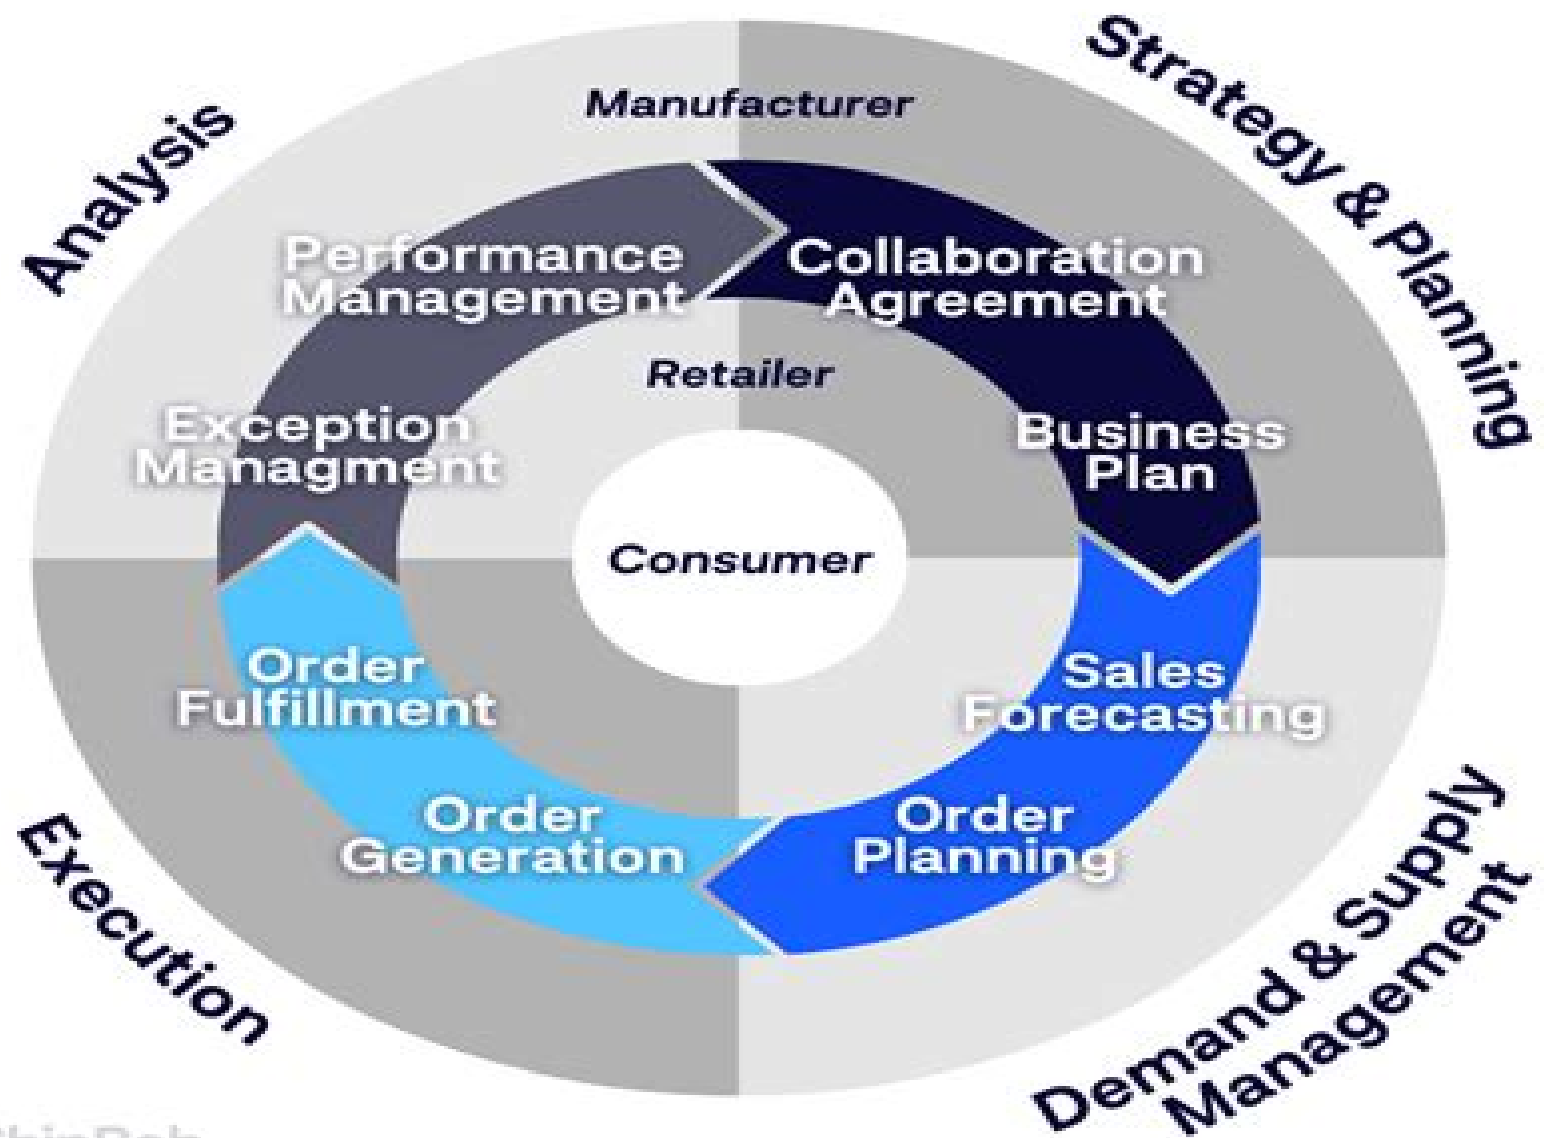 Analysis
Strategy & Planning
Manufacturer
Performance
Management
Collaboration
Agreement
Retailer
Exception
Managment
Business
Plan
Consumer
Order
Fulfillment
Sales
Forecasting
Order
Generation
Order
Planning
Execution
Demand & Supply
Management